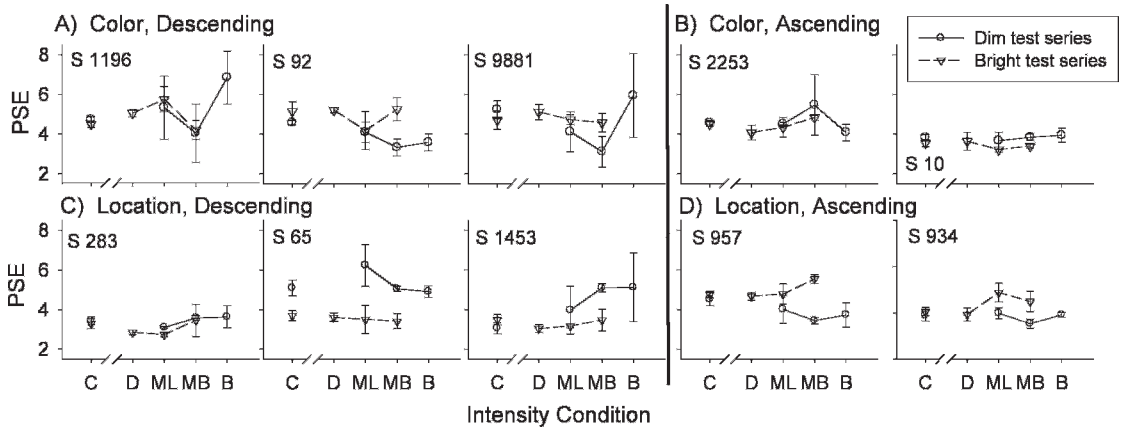 A) Color, Descending
B) Color, Ascending
Dim test series
Bright test series
PSE
8
6
4
2
S 1196
S 92
S 9881
S 2253
S 10
C) Location, Descending
D) Location, Ascending
PSE
8
6
4
2
S 283
S 65
S 1453
S 957
S 934
C D ML MB B
C D ML MB B
C D ML MB B
C D ML MB B
C D ML MB B
Intensity Condition